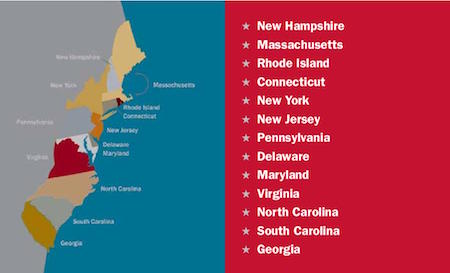 New Hampshire
New York
Massachusetts
Rhode Island
Connecticut
Pennsylvania
New Jersey
Delaware
Maryland
Virginia
North Carolina
South Carolina
Georgia
New Hampshire
Massachusetts
Rhode Island
Connecticut
New York
New Jersey
Pennsylvania
Delaware
Maryland
Virginia
North Carolina
South Carolina
Georgia